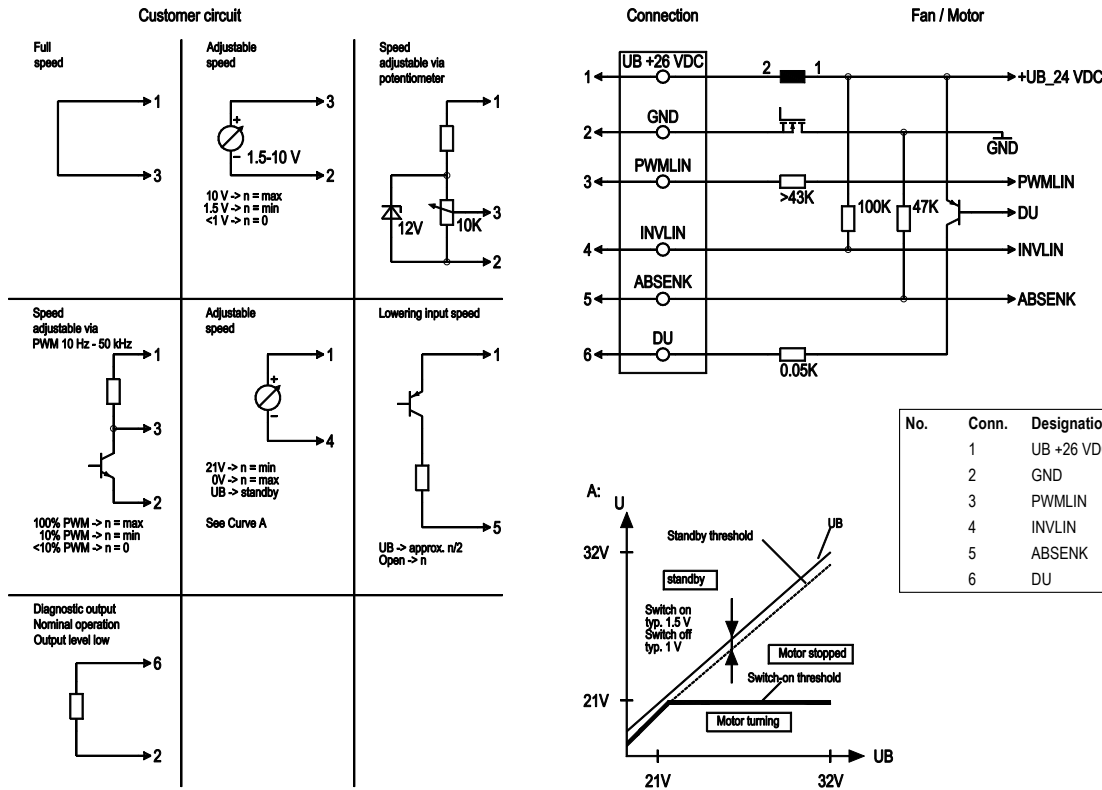 Customer circuit
Full
speed
1
3
Adjustable
speed
3
+
−
1.5-10 V
2
10 V -> n = max
1.5 V -> n = min
<1 V -> n = 0
Speed
adjustable via
potentiometer
1
3
12V
10K
2
Speed
adjustable via
PWM 10 Hz - 50 kHz
1
3
2
100% PWM -> n = max
10% PWM -> n = min
<10% PWM -> n = 0
Adjustable
speed
1
+
−
4
21V -> n = min
0V -> n = max
UB -> standby
See Curve A
Lowering input speed
1
5
UB -> approx. n/2
Open -> n
Diagnostic output
Nominal operation
Output level low
6
2
Connection
Fan / Motor
1
UB +26 VDC
2
1
+UB_24 VDC
2
GND
GND
3
PWMLIN
>43K
PWMLIN
100K
47K
DU
4
INVLIN
INVLIN
5
ABSENK
ABSENK
6
DU
0.05K
No. Conn. Designatio
1 UB +26 VD
2 GND
3 PWMLIN
4 INVLIN
5 ABSENK
6 DU
A:
U
UB
Standby threshold
32V
standby
Switch on
typ. 1.5 V
Switch off
typ. 1 V
Motor stopped
Switch-on threshold
21V
Motor turning
UB
21V
32V